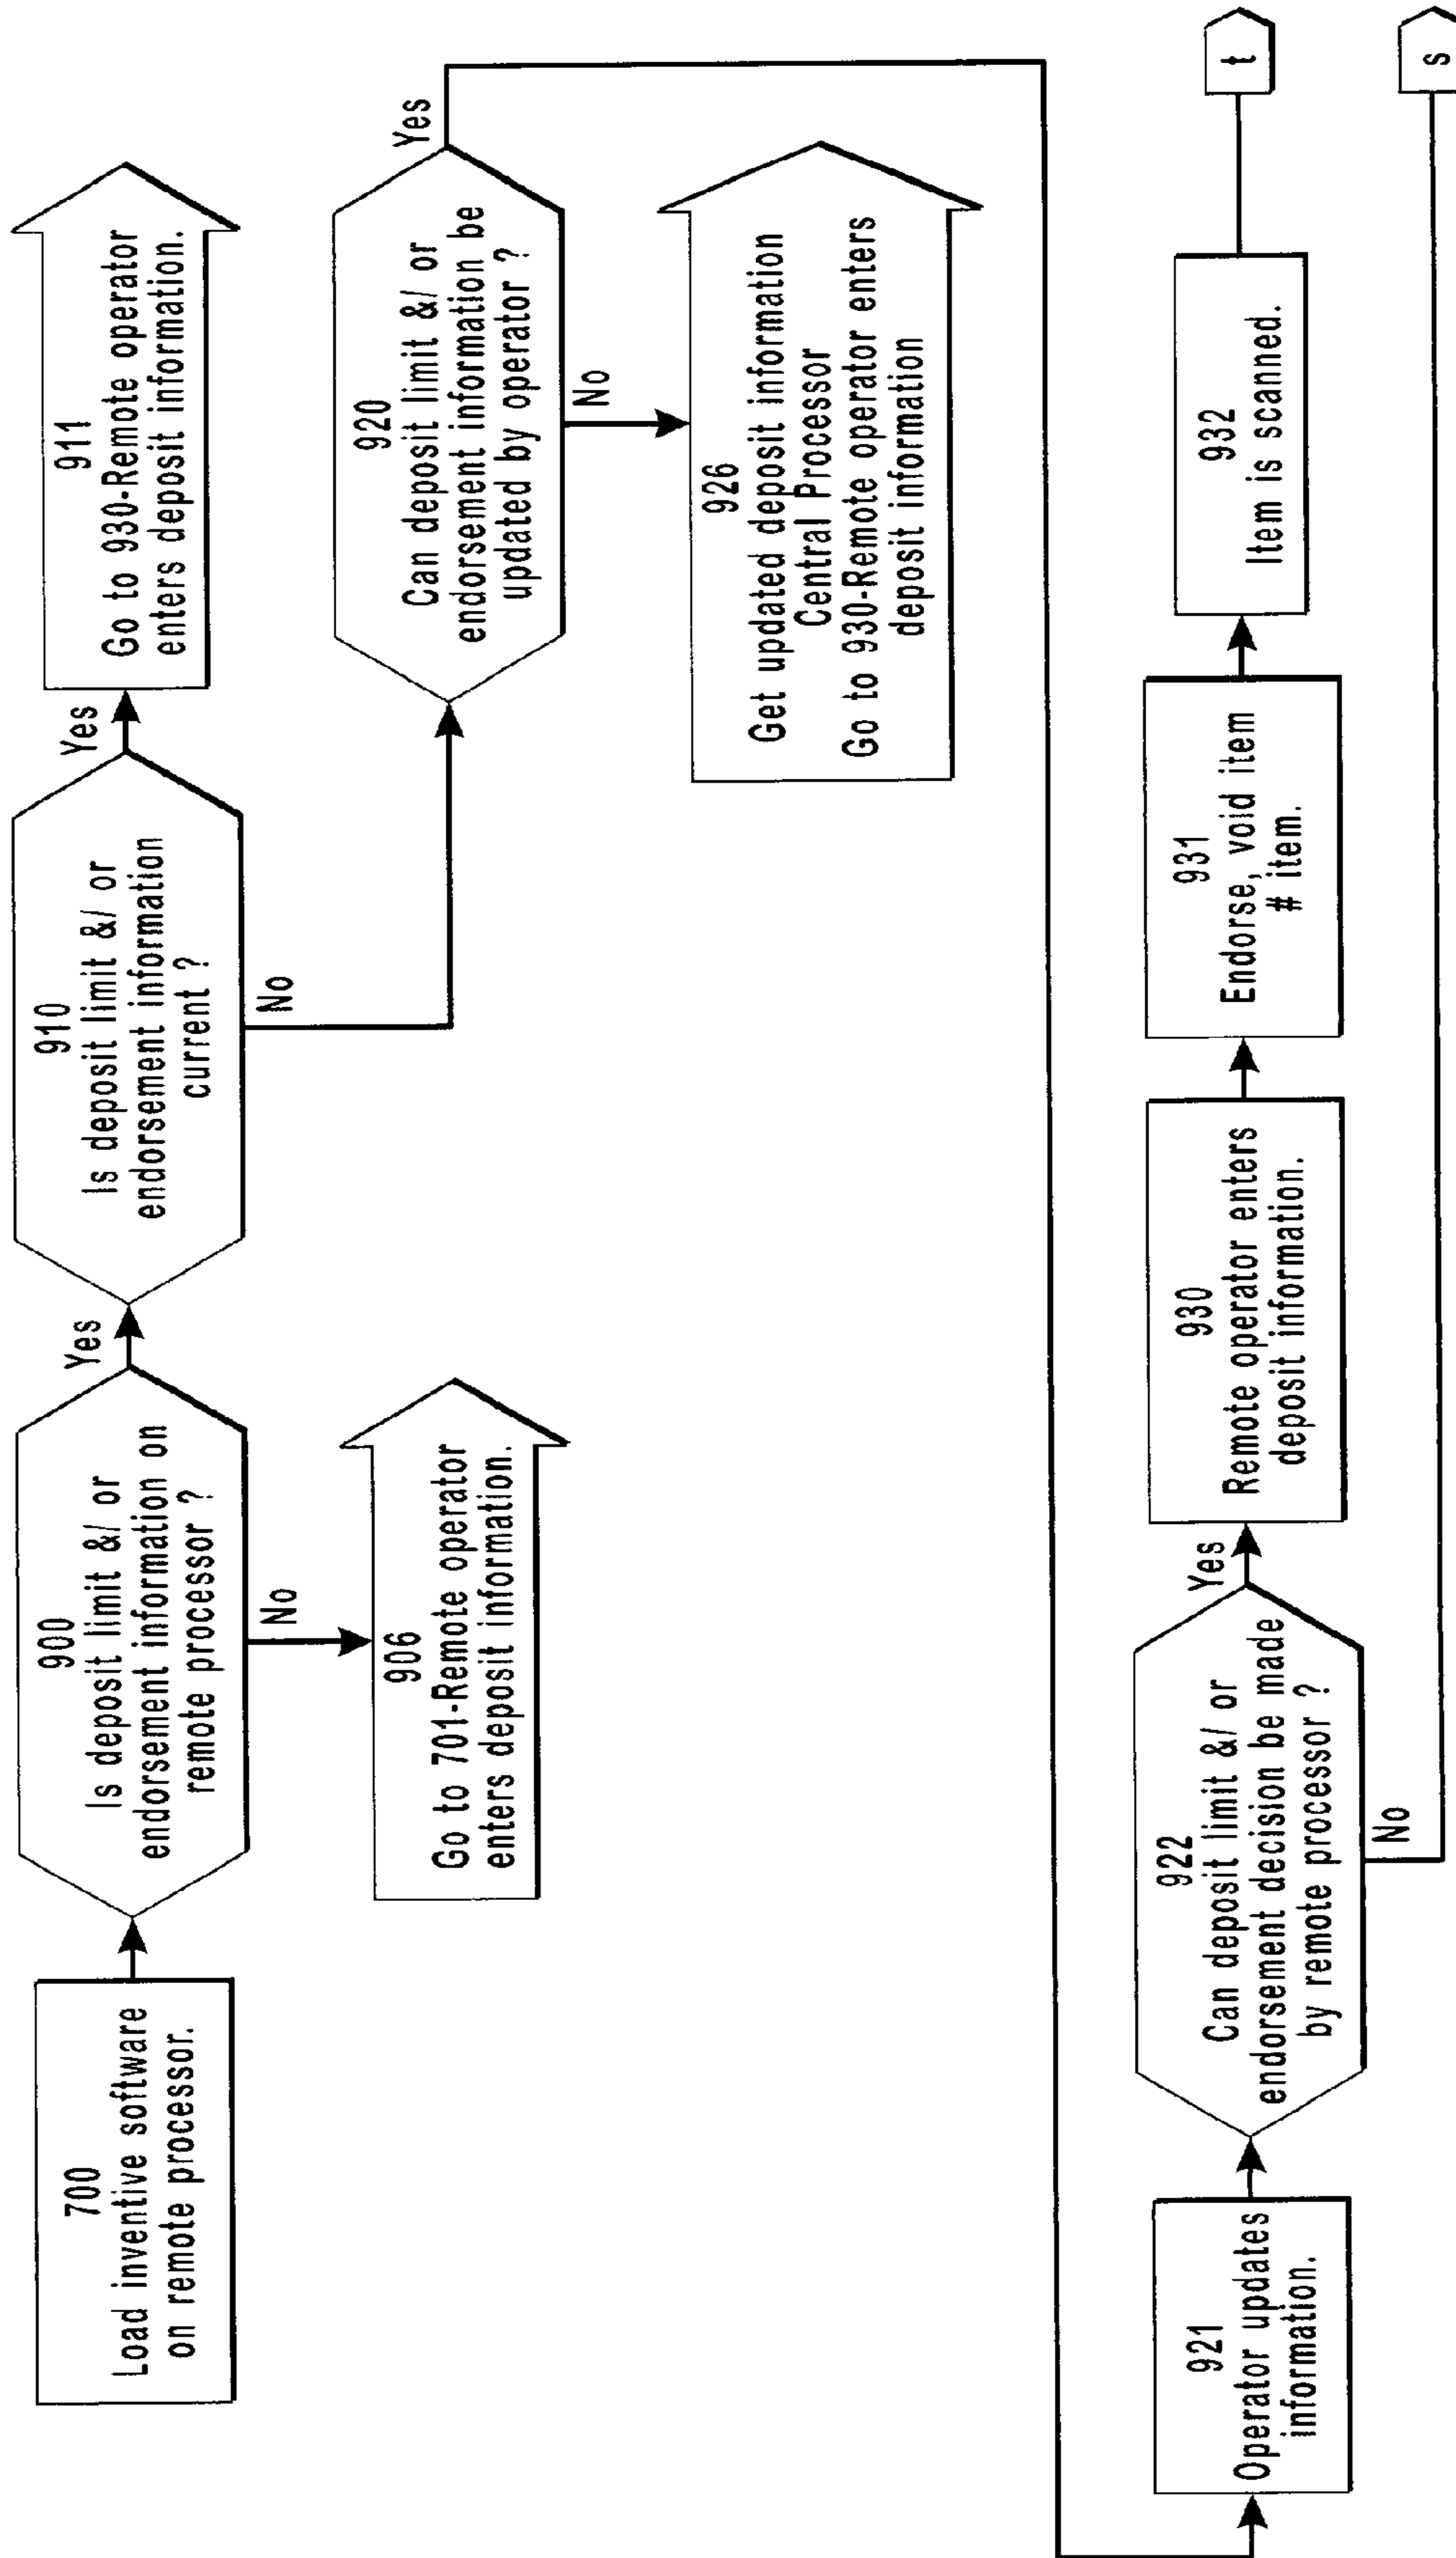 700
Load inventive software
on remote processor.
900
Is deposit limit &/ or
endorsement information on
remote processor ?
Yes
No
906
Go to 701-Remote operator
enters deposit information.
910
Is deposit limit &/ or
endorsement information
current ?
Yes
No
911
Go to 930-Remote operator
enters deposit information.
920
Can deposit limit &/ or
endorsement information be
updated by operator ?
Yes
No
926
Get updated deposit information
Central Processor
Go to 930-Remote operator enters
deposit information
921
Operator updates
information.
922
Can deposit limit &/ or
endorsement decision be made
by remote processor ?
Yes
No
930
Remote operator enters
deposit information.
931
Endorse, void item
# item.
932
Item is scanned.
t
s